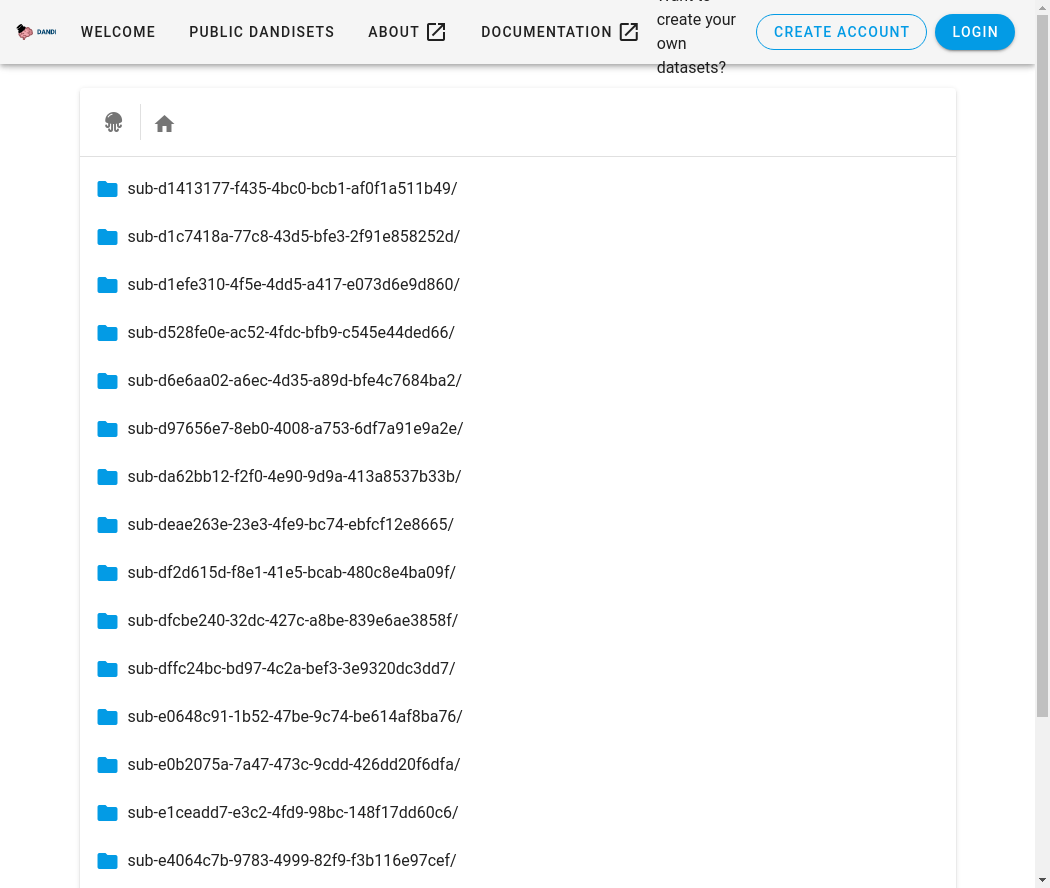 DANDI
WELCOME
PUBLIC DANDISETS
ABOUT
DOCUMENTATION
create your
own
datasets?
CREATE ACCOUNT
LOGIN
sub-d1413177-f435-4bc0-bcb1-af0f1a511b49/
sub-d1c7418a-77c8-43d5-bfe3-2f91e858252d/
sub-d1efe310-4f5e-4dd5-a417-e073d6e9d860/
sub-d528fe0e-ac52-4fdc-bfb9-c545e44ded66/
sub-d6e6aa02-a6ec-4d35-a89d-bfe4c7684ba2/
sub-d97656e7-8eb0-4008-a753-6df7a91e9a2e/
sub-da62bb12-f2f0-4e90-9d9a-413a8537b33b/
sub-deae263e-23e3-4fe9-bc74-ebfcf12e8665/
sub-df2d615d-f8e1-41e5-bcab-480c8e4ba09f/
sub-dfcbe240-32dc-427c-a8be-839e6ae3858f/
sub-dffc24bc-bd97-4c2a-bef3-3e9320dc3dd7/
sub-e0648c91-1b52-47be-9c74-be614af8ba76/
sub-e0b2075a-7a47-473c-9cdd-426dd20f6dfa/
sub-e1ceadd7-e3c2-4fd9-98bc-148f17dd60c6/
sub-e4064c7b-9783-4999-82f9-f3b116e97cef/